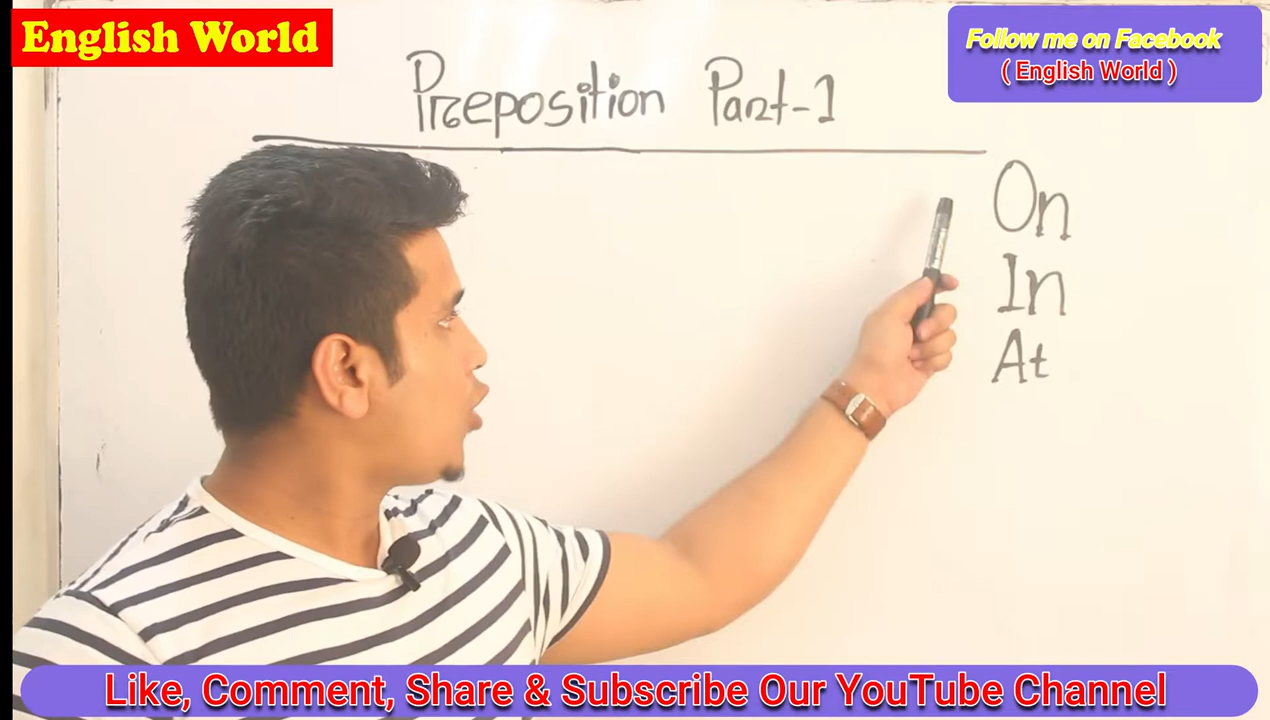 English World
Follow me on Facebook
( English World )
Preposition Part-1
On
In
At
Like, Comment, Share & Subscribe Our YouTube Channel